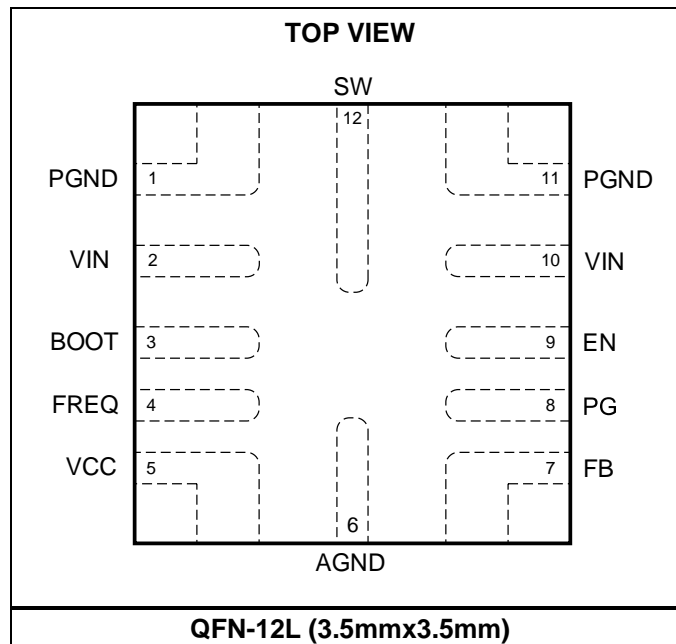 TOP VIEW
SW
12
PGND 1 11 PGND
VIN 2 10 VIN
BOOT 3 9 EN
FREQ 4 8 PG
VCC 5 7 FB
6
AGND
QFN-12L (3.5mmx3.5mm)